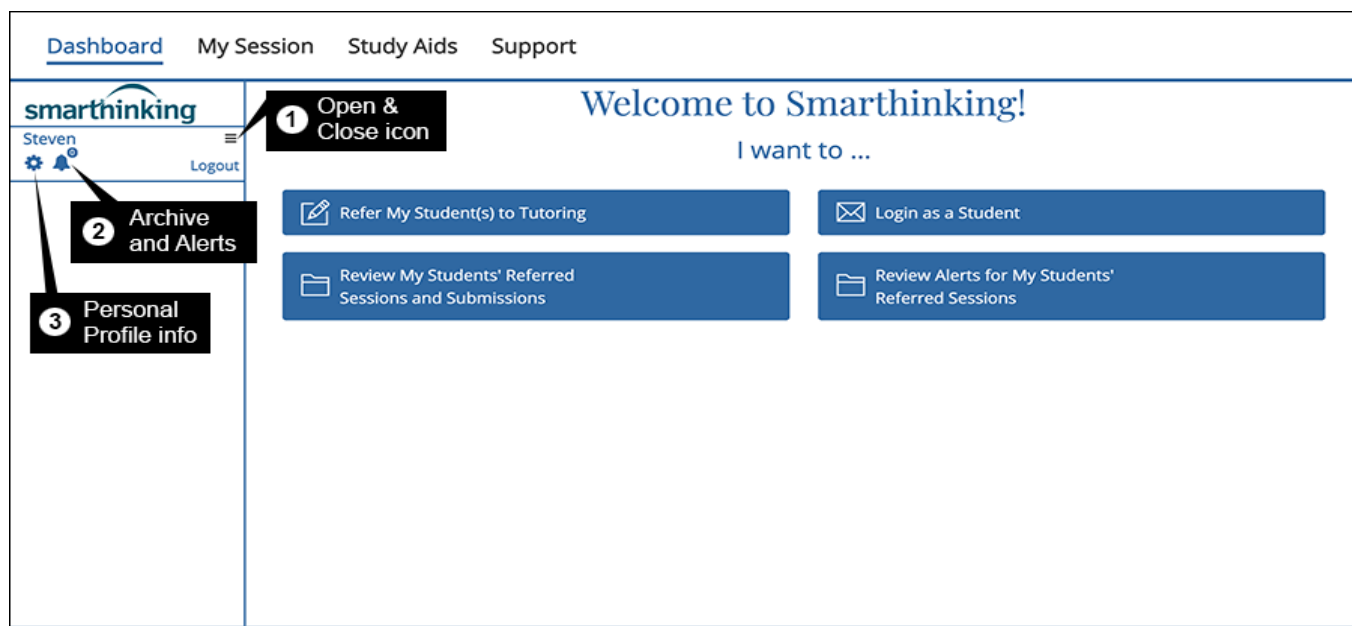 Dashboard My Session Study Aids Support
smarthinking
Steven
0
Logout
1 Open &
Close icon
2 Archive
and Alerts
3 Personal
Profile info
Welcome to Smarthinking!
I want to ...
Refer My Student(s) to Tutoring
Login as a Student
Review My Students' Referred
Sessions and Submissions
Review Alerts for My Students'
Referred Sessions